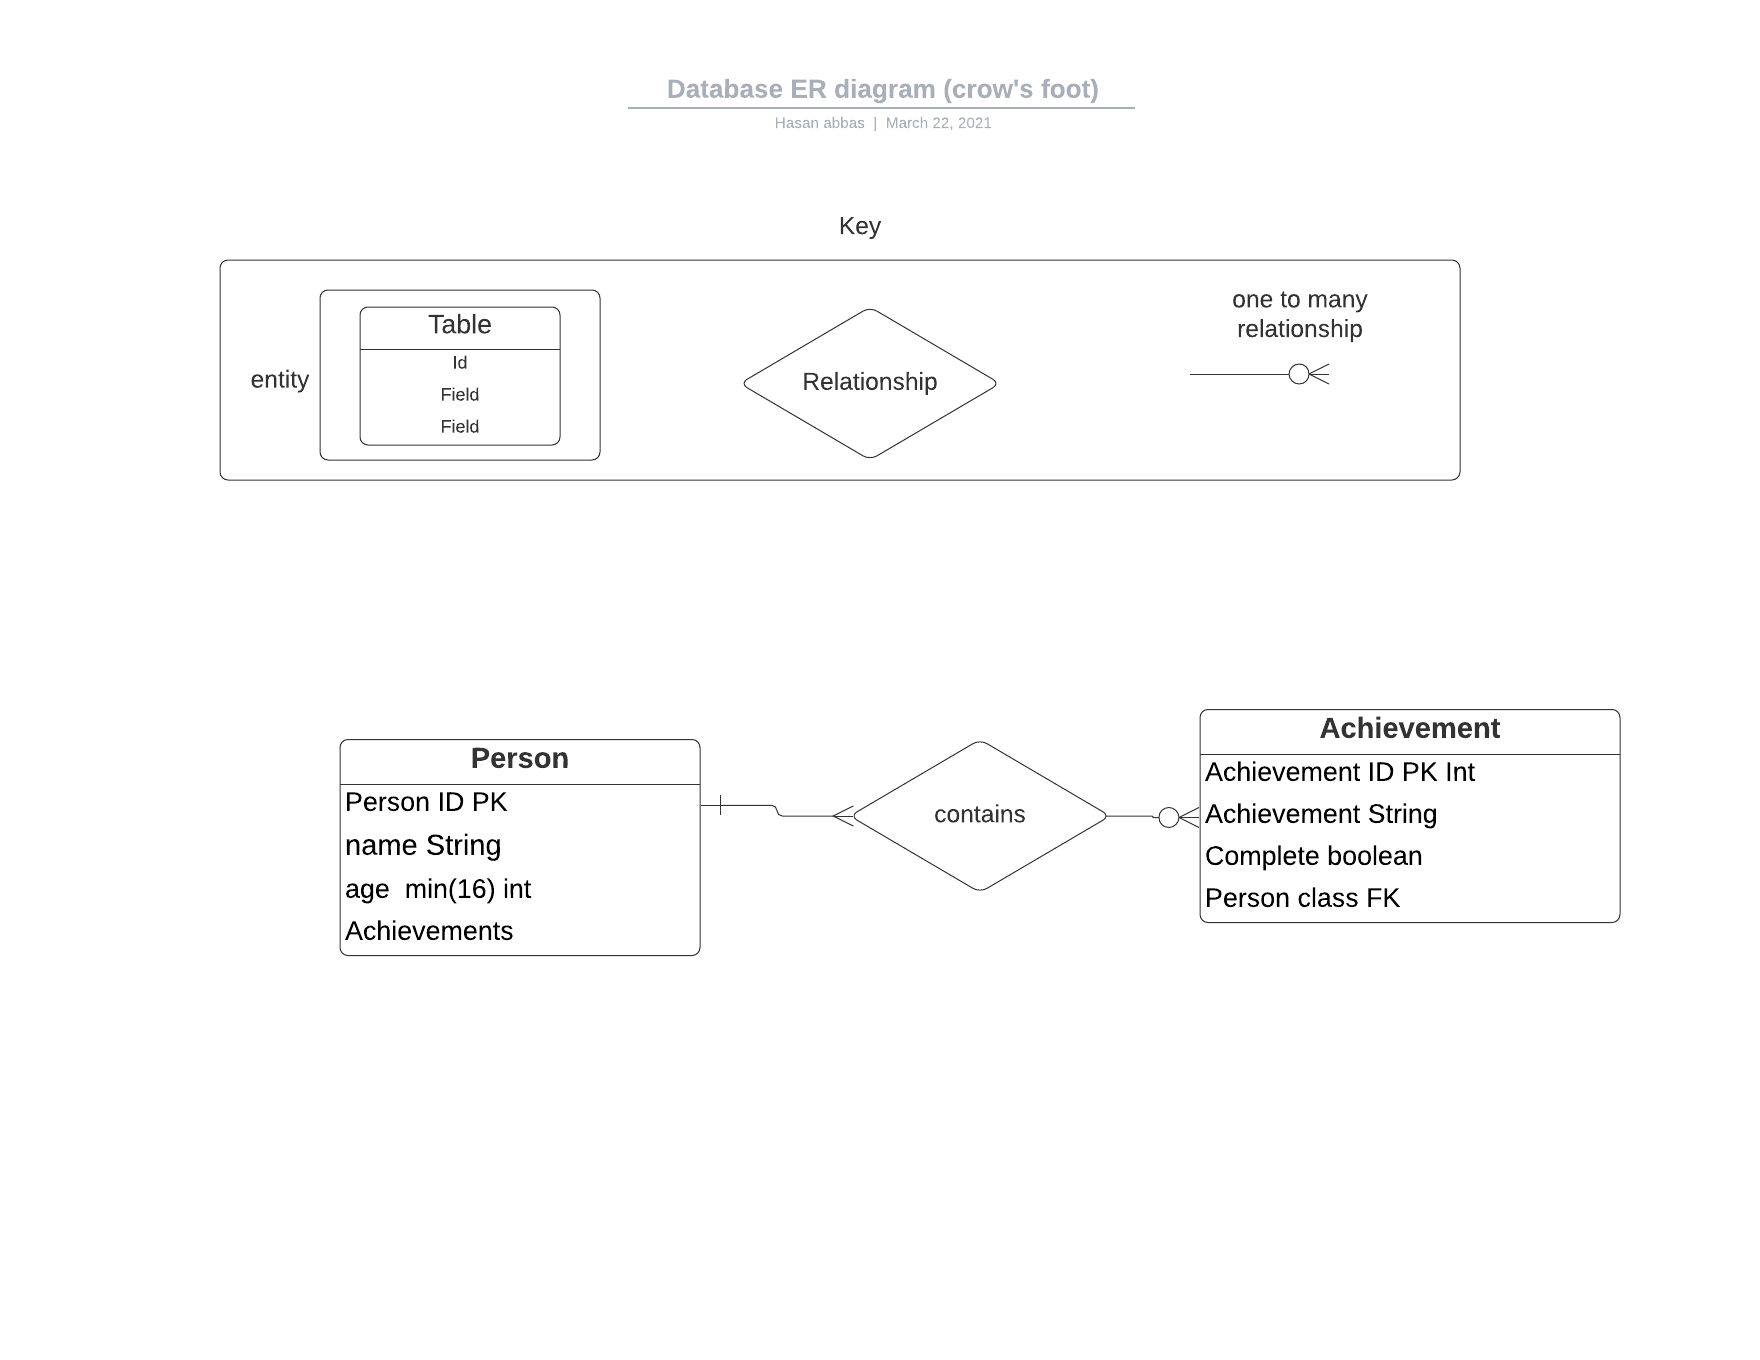 Database ER diagram (crow's foot)
Hasan abbas | March 22, 2021
Key
entity
Table
Id
Field
Field
Relationship
one to many
relationship
Person
Person ID PK
name String
age  min(16) int
Achievements
contains
Achievement
Achievement ID PK Int
Achievement String
Complete boolean
Person class FK